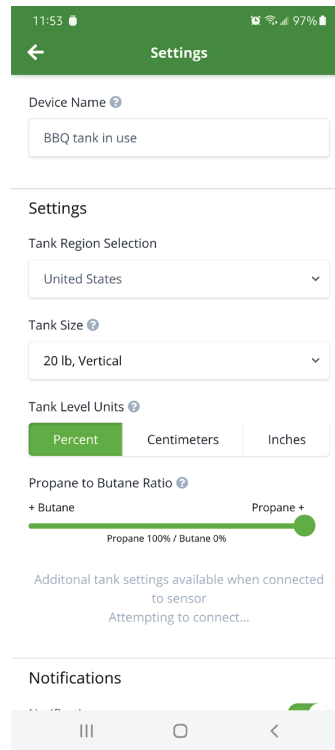 11:53 97%
Settings
Device Name
BBQ tank in use
Settings
Tank Region Selection
United States
Tank Size
20 lb, Vertical
Tank Level Units
Percent Centimeters Inches
Propane to Butane Ratio
+ Butane Propane +
Propane 100% / Butane 0%
Additonal tank settings available when connected
to sensor
Attempting to connect...
Notifications